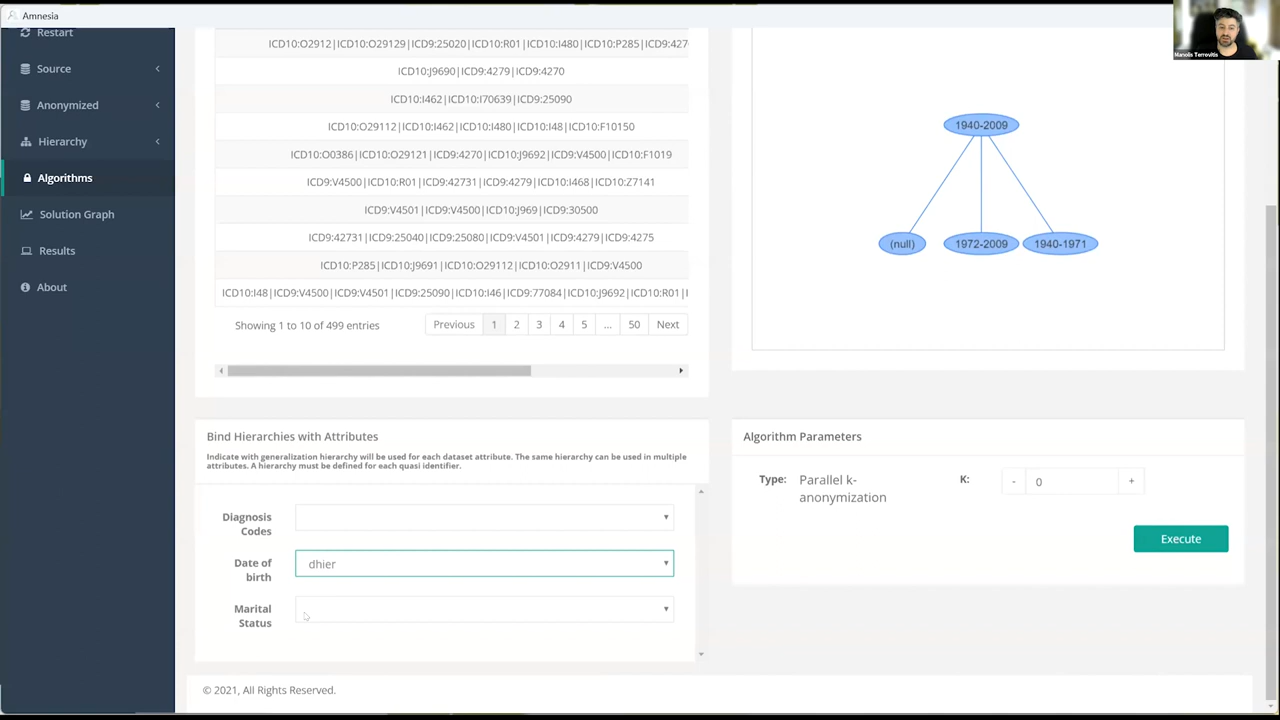 Amnesia
Manolis Terrovitis
Restart
Source
Anonymized
Hierarchy
Algorithms
Solution Graph
Results
About
ICD10:O2912|ICD10:O29129|ICD9:25020|ICD10:R01|ICD10:I480|ICD10:P285|ICD9:427
ICD10:J9690|ICD9:4279|ICD9:4270
ICD10:I462|ICD10:I70639|ICD9:25090
ICD10:O29112|ICD10:I462|ICD10:I480|ICD10:I48|ICD10:F10150
ICD10:O0386|ICD10:O29121|ICD9:4270|ICD10:J9692|ICD9:V4500|ICD10:F1019
ICD9:V4500|ICD10:R01|ICD9:42731|ICD9:4279|ICD10:I468|ICD10:Z7141
ICD9:V4501|ICD9:V4500|ICD10:J969|ICD9:30500
ICD9:42731|ICD9:25040|ICD9:25080|ICD9:V4501|ICD9:4279|ICD9:4275
ICD10:P285|ICD10:J9691|ICD10:O29112|ICD10:O2911|ICD9:V4500
ICD10:I48|ICD9:V4500|ICD9:V4501|ICD9:25090|ICD10:I46|ICD9:77084|ICD10:J9692|ICD10:R01|I
Showing 1 to 10 of 499 entries
Previous 1 2 3 4 5 ... 50 Next
1940-2009
(null) 1972-2009 1940-1971
Bind Hierarchies with Attributes
Indicate with generalization hierarchy will be used for each dataset attribute. The same hierarchy can be used in multiple
attributes. A hierarchy must be defined for each quasi identifier.
Diagnosis
Codes
Date of
birth
dhier
Marital
Status
Algorithm Parameters
Type: Parallel k-
anonymization
K: - 0 +
Execute
© 2021, All Rights Reserved.